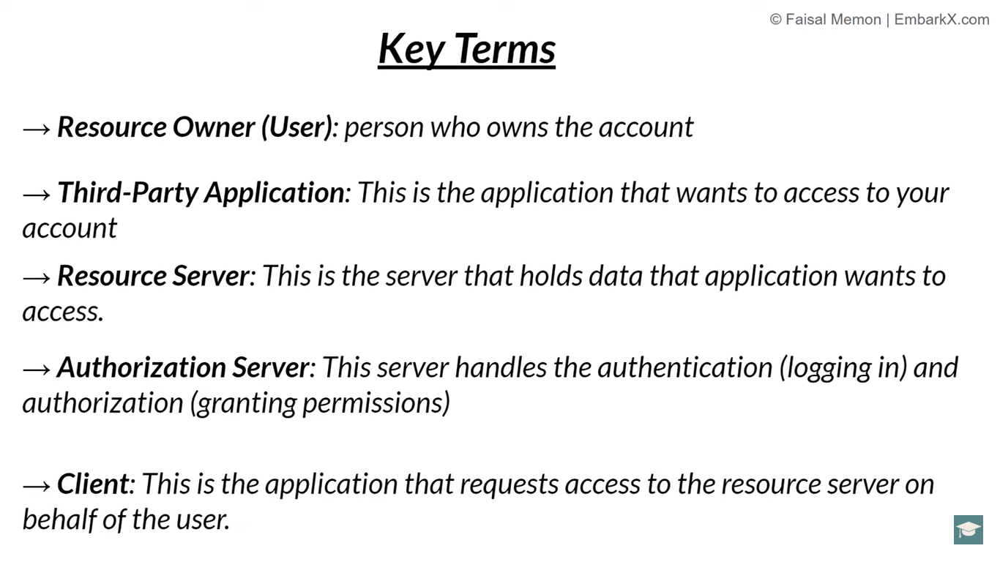 © Faisal Memon | EmbarkX.com
Key Terms
→ Resource Owner (User): person who owns the account
→ Third-Party Application: This is the application that wants to access to your
account
→ Resource Server: This is the server that holds data that application wants to
access.
→ Authorization Server: This server handles the authentication (logging in) and
authorization (granting permissions)
→ Client: This is the application that requests access to the resource server on
behalf of the user.